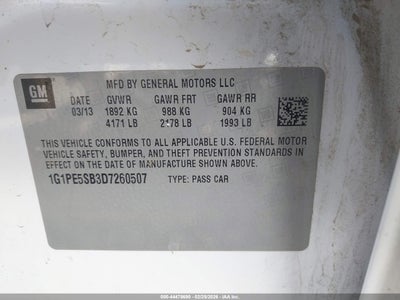 GM
MFD BY GENERAL MOTORS LLC
DATE GVWR GAWR FRT GAWR RR
03/13 1892 KG 988 KG 904 KG
4171 LB 2178 LB 1993 LB
THIS VEHICLE CONFORMS TO ALL APPLICABLE U.S. FEDERAL MOTOR
VEHICLE SAFETY, BUMPER, AND THEFT PREVENTION STANDARDS
IN EFFECT ON THE DATE OF MANUFACTURE SHOWN ABOVE.
1G1PE5SB3D7260507 TYPE: PASS CAR